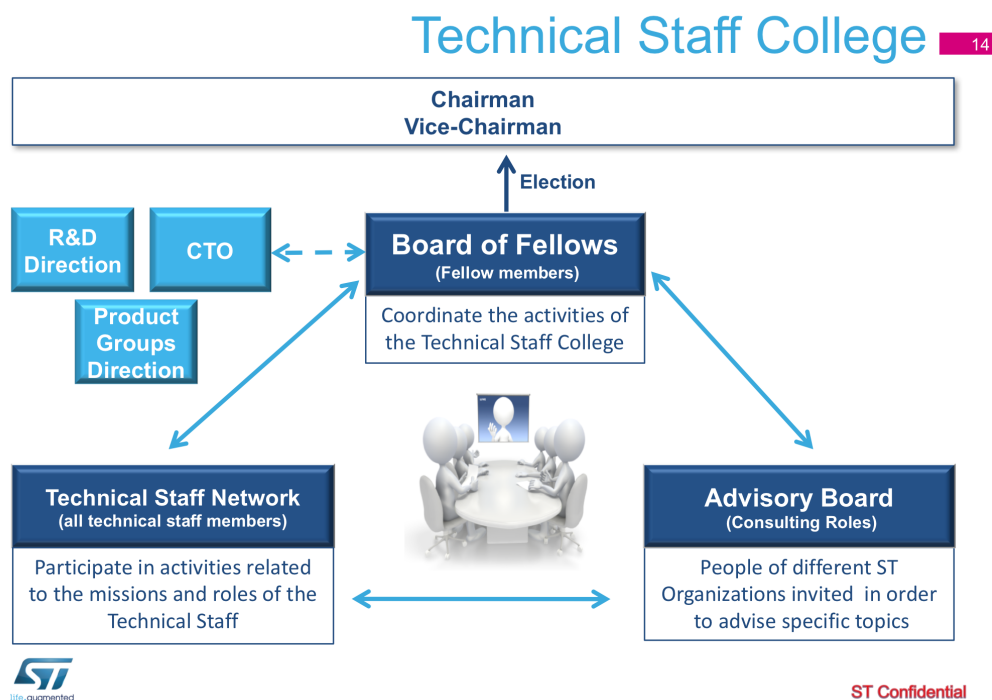 Technical Staff College
14
Chairman
Vice-Chairman
Election
R&D
Direction
CTO
Product
Groups
Direction
Board of Fellows
(Fellow members)
Coordinate the activities of
the Technical Staff College
Technical Staff Network
(all technical staff members)
Participate in activities related
to the missions and roles of the
Technical Staff
Advisory Board
(Consulting Roles)
People of different ST
Organizations invited in order
to advise specific topics
ST
life.augmented
ST Confidential